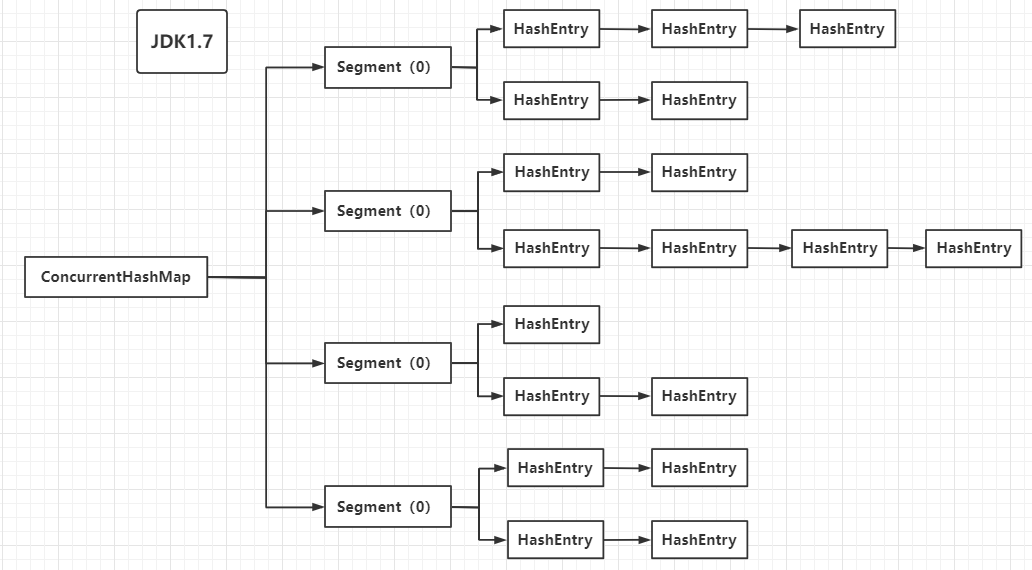 JDK1.7
HashEntry HashEntry HashEntry
Segment（0）
HashEntry HashEntry
HashEntry HashEntry
Segment（0）
HashEntry HashEntry HashEntry HashEntry
ConcurrentHashMap
HashEntry
Segment（0）
HashEntry HashEntry
HashEntry HashEntry
Segment（0）
HashEntry HashEntry